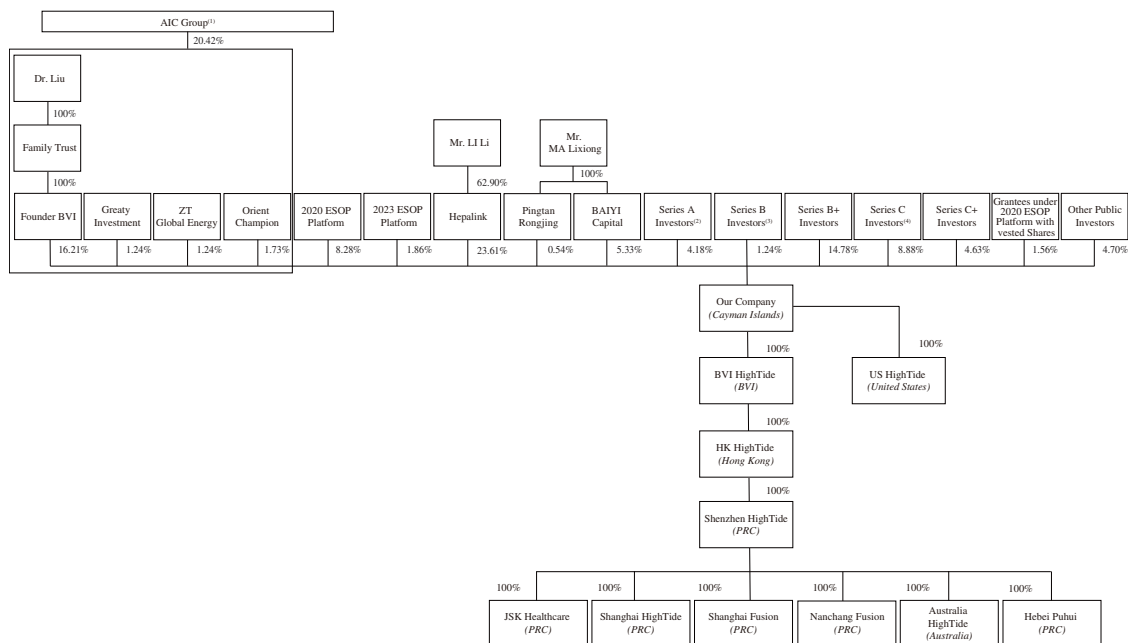 AIC Group(1)
20.42%
Dr. Liu
100%
Family Trust
100%
Mr. LI Li
62.90%
Mr.
MA Lixiong
100%
Founder BVI
Greaty
Investment
ZT
Global Energy
Orient
Champion
2020 ESOP
Platform
2023 ESOP
Platform
Hepalink
Pingtan
Rongjing
BAIYI
Capital
Series A
Investors(2)
Series B
Investors(3)
Series B+
Investors
Series C
Investors(4)
Series C+
Investors
Grantees under
2020 ESOP
Platform with
vested Shares
Other Public
Investors
16.21%
1.24%
1.24%
1.73%
8.28%
1.86%
23.61%
0.54%
5.33%
4.18%
1.24%
14.78%
8.88%
4.63%
1.56%
4.70%
Our Company
(Cayman Islands)
100%
100%
BVI HighTide
(BVI)
US HighTide
(United States)
100%
HK HighTide
(Hong Kong)
100%
Shenzhen HighTide
(PRC)
100%
100%
100%
100%
100%
100%
JSK Healthcare
(PRC)
Shanghai HighTide
(PRC)
Shanghai Fusion
(PRC)
Nanchang Fusion
(PRC)
Australia
HighTide
(Australia)
Hebei Puhui
(PRC)